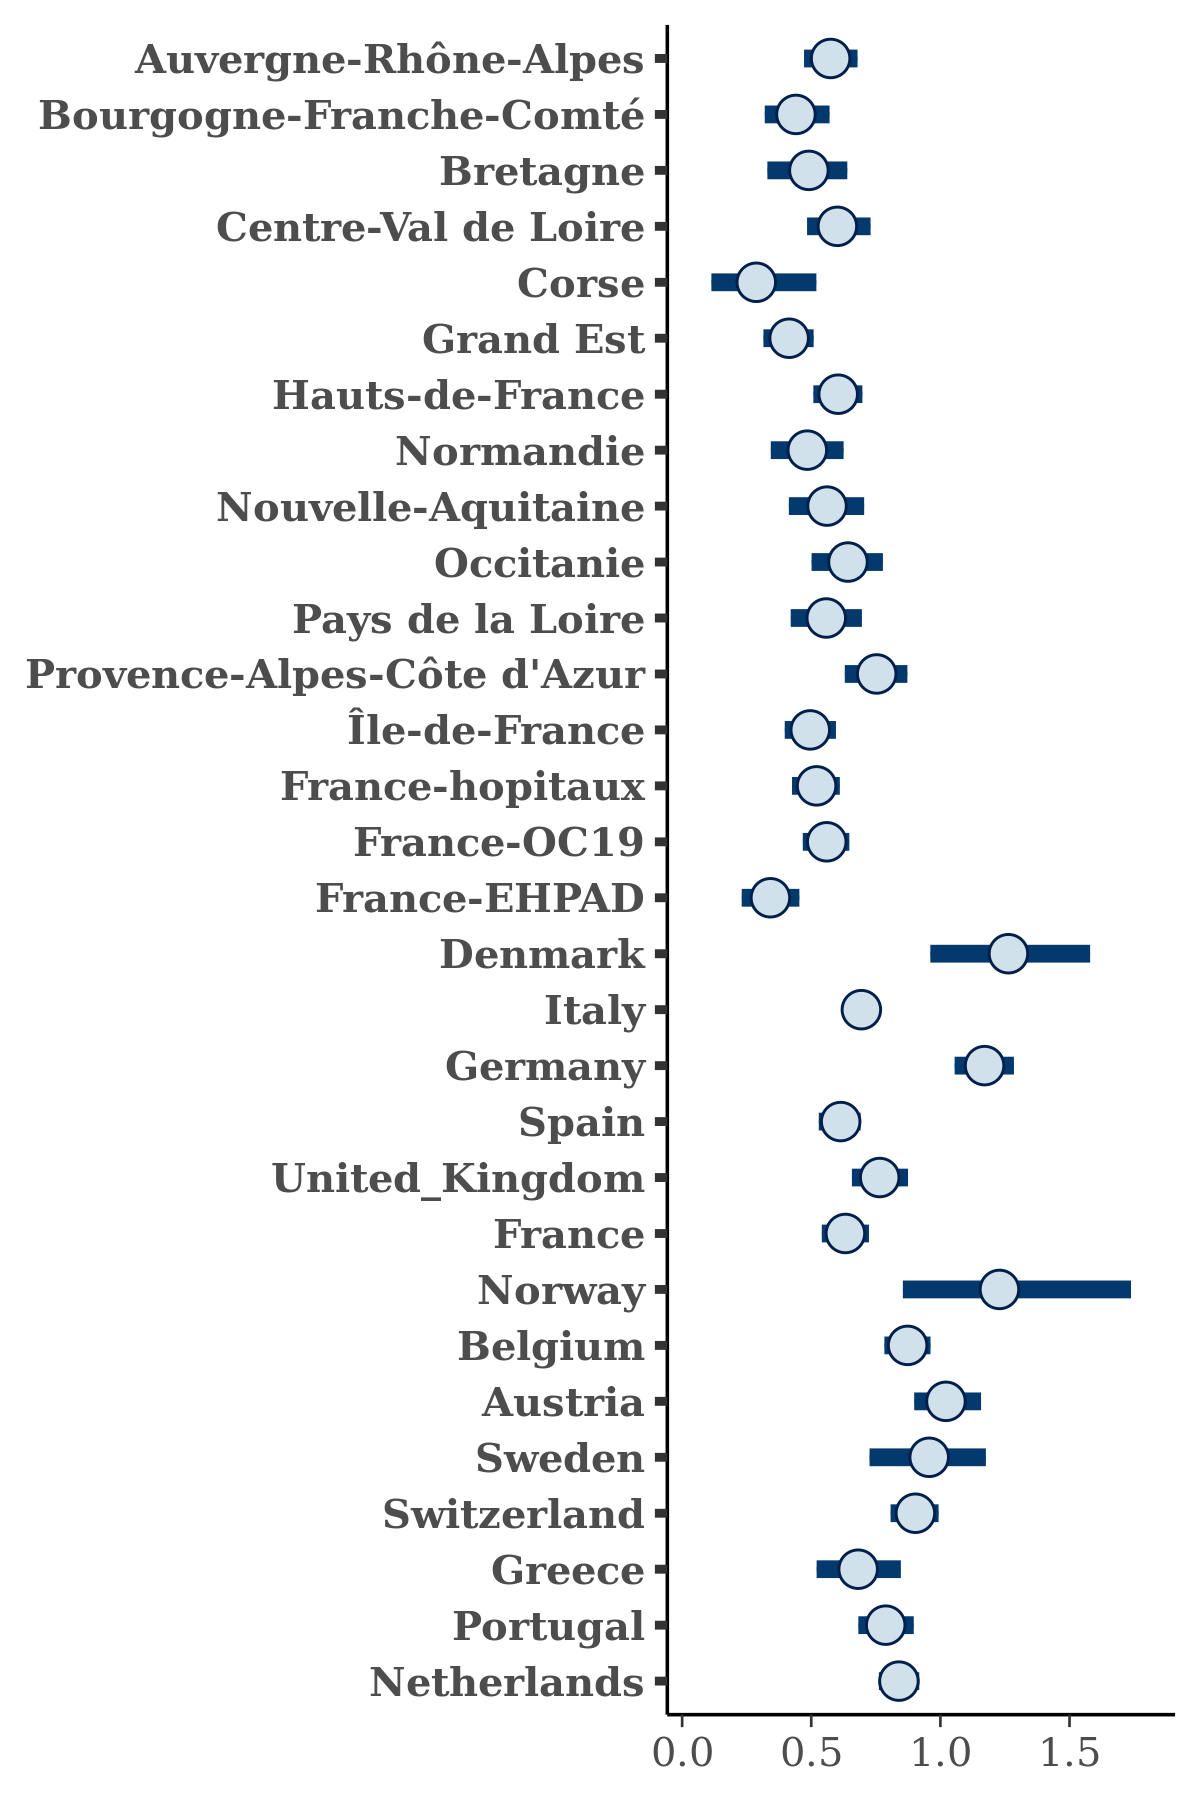 Auvergne-Rhône-Alpes
Bourgogne-Franche-Comté
Bretagne
Centre-Val de Loire
Corse
Grand Est
Hauts-de-France
Normandie
Nouvelle-Aquitaine
Occitanie
Pays de la Loire
Provence-Alpes-Côte d'Azur
Île-de-France
France-hopitaux
France-OC19
France-EHPAD
Denmark
Italy
Germany
Spain
United_Kingdom
France
Norway
Belgium
Austria
Sweden
Switzerland
Greece
Portugal
Netherlands
0.0 0.5 1.0 1.5